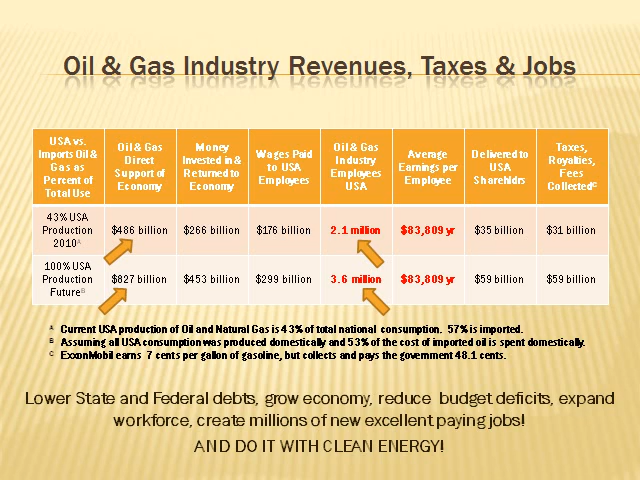 Oil & Gas Industry Revenues, Taxes & Jobs
USA vs. Imports Oil & Gas as Percent of Total Use | Oil & Gas Direct Support of Economy | Money Invested in & Returned to Economy | Wages Paid to USA Employees | Oil & Gas Industry Employees USA | Average Earnings per Employee | Delivered to USA ShareHldrs | Taxes, Royalties, Fees Collected C
43% USA Production 2010 A | $486 billion | $266 billion | $176 billion | 2.1 million | $83,809 yr | $35 billion | $31 billion
100% USA Production Future B | $827 billion | $453 billion | $299 billion | 3.6 million | $83,809 yr | $59 billion | $59 billion
A Current USA production of Oil and Natural Gas is 43% of total national consumption. 57% is imported.
B Assuming all USA consumption was produced domestically and 53% of the cost of imported oil is spent domestically.
C ExxonMobil earns 7 cents per gallon of gasoline, but collects and pays the government 48.1 cents.
Lower State and Federal debts, grow economy, reduce budget deficits, expand
workforce, create millions of new excellent paying jobs!
AND DO IT WITH CLEAN ENERGY!